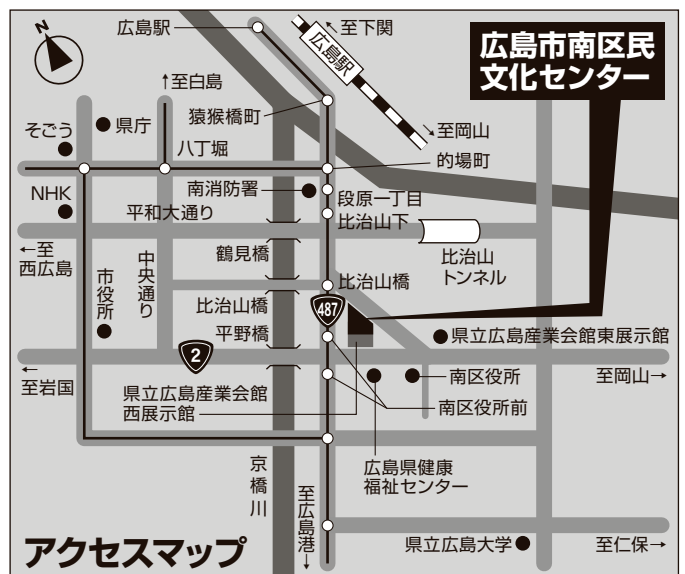 N
広島駅
至下関
広島駅
広島市南区民
文化センター
↑至白島
猿猴橋町
至岡山
そごう
県庁
八丁堀
的場町
NHK
南消防署
段原一丁目
平和大通り
比治山下
←至
西広島
中央通り
鶴見橋
比治山
トンネル
市役所
比治山橋
比治山橋
487
平野橋
県立広島産業会館東展示館
2
←
至岩国
県立広島産業会館
西展示館
南区役所
至岡山→
南区役所前
京橋川
広島県健康
福祉センター
至広島港→
アクセスマップ
県立広島大学
至仁保→